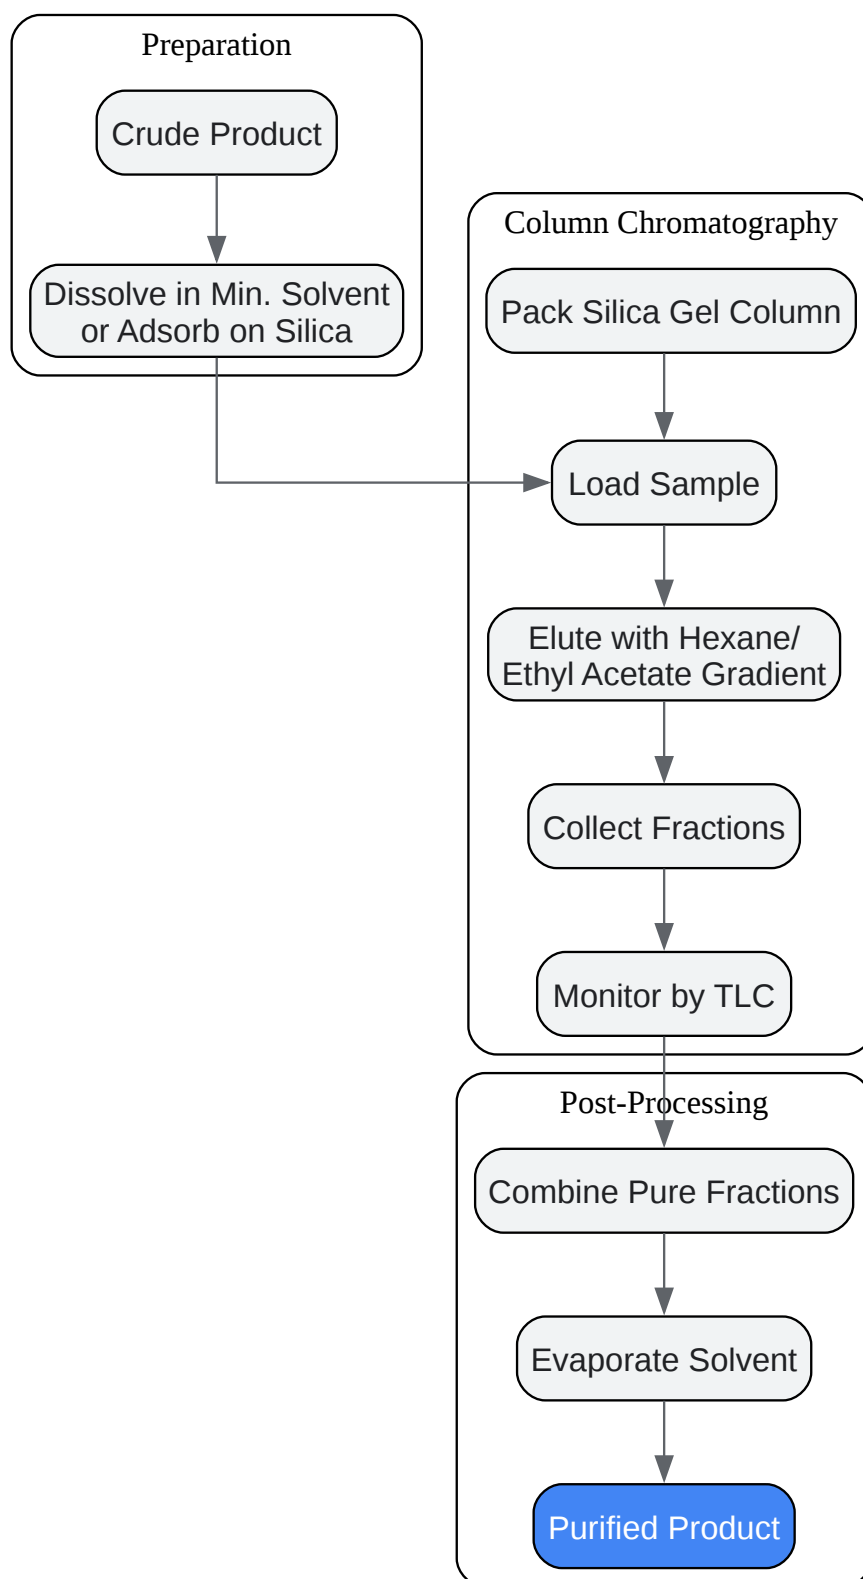 Preparation
Crude Product
Dissolve in Min. Solvent
or Adsorb on Silica
Column Chromatography
Pack Silica Gel Column
Load Sample
Elute with Hexane/
Ethyl Acetate Gradient
Collect Fractions
Monitor by TLC
Post-Processing
Combine Pure Fractions
Evaporate Solvent
Purified Product